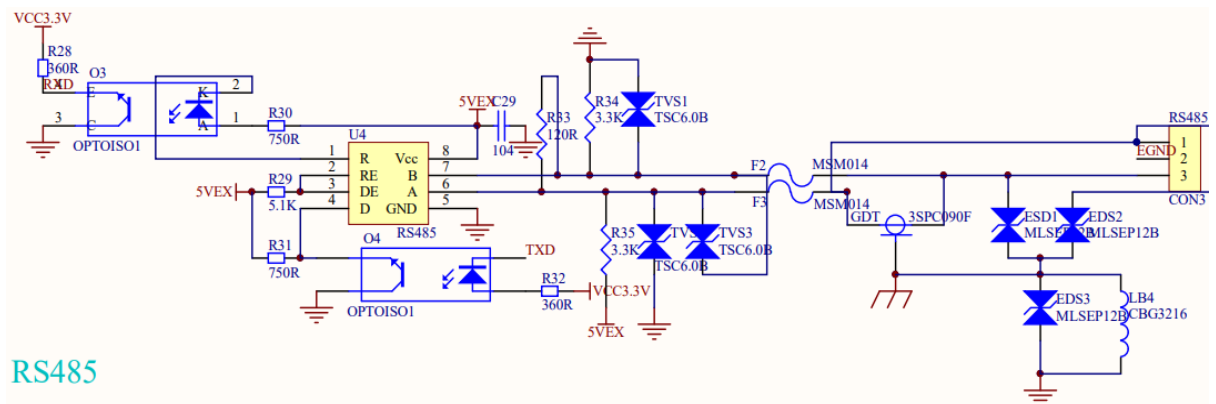 VCC3.3V
R28
360R
RXD
4
E
O3
K
2
3
C
A
1
OPTOISO1
R30
750R
5VEX
C29
104
R33
120R
R34
3.3K
TVS1
TSC6.0B
U4
1
R
Vcc
8
2
RE
B
7
3
DE
A
6
4
D
GND
5
RS485
5VEX
R29
5.1K
R31
750R
O4
TXD
OPTOISO1
R32
360R
VCC3.3V
R35
3.3K
5VEX
TSC6.0B
TVS3
TSC6.0B
F2
MSM014
F3
MSM014
GDT
3SPC090F
RS485
1
EGND
2
3
CON3
ESD1
MLSEP12B
EDS2
MLSEP12B
EDS3
MLSEP12B
LB4
CBG3216
RS485